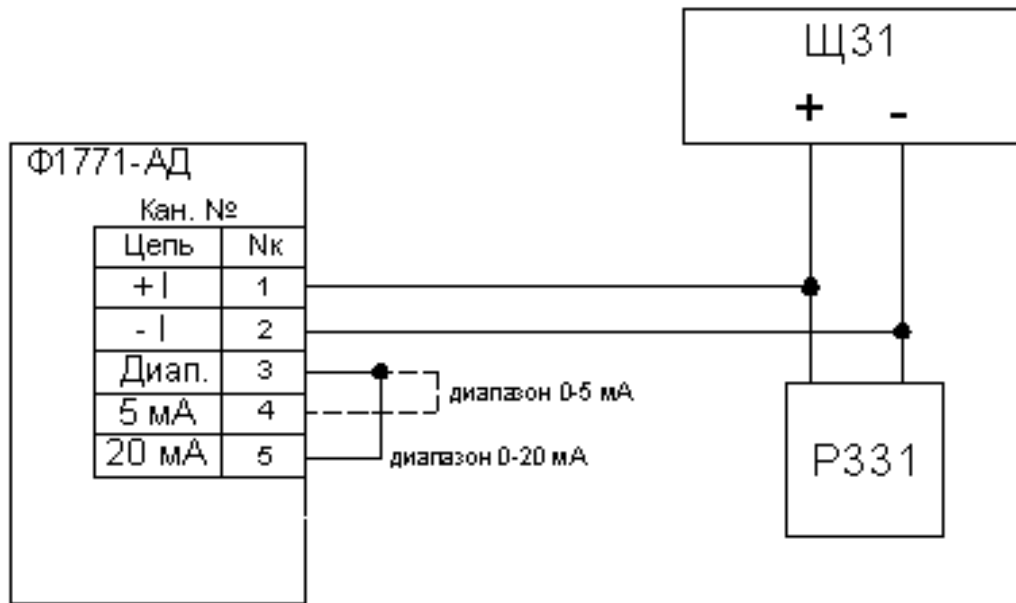 Щ31
+ -
Ф1771-АД
Кан. №
Цепь Nк
+ I 1
- I 2
Диап. 3
5 мА 4
20 мА 5
диапазон 0-5 мА
диапазон 0-20 мА
Р331